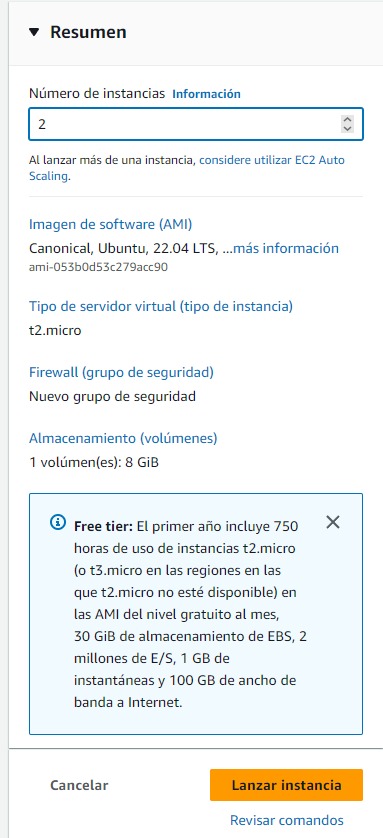 Resumen
Número de instancias Información
2
Al lanzar más de una instancia, considere utilizar EC2 Auto
Scaling.
Imagen de software (AMI)
Canonical, Ubuntu, 22.04 LTS, ...más información
ami-053b0d53c279acc90
Tipo de servidor virtual (tipo de instancia)
t2.micro
Firewall (grupo de seguridad)
Nuevo grupo de seguridad
Almacenamiento (volúmenes)
1 volúmen(es): 8 GiB
Free tier: El primer año incluye 750
horas de uso de instancias t2.micro
(o t3.micro en las regiones en las
que t2.micro no esté disponible) en
las AMI del nivel gratuito al mes,
30 GiB de almacenamiento de EBS, 2
millones de E/S, 1 GB de
instantáneas y 100 GB de ancho de
banda a Internet.
Cancelar
Lanzar instancia
Revisar comandos